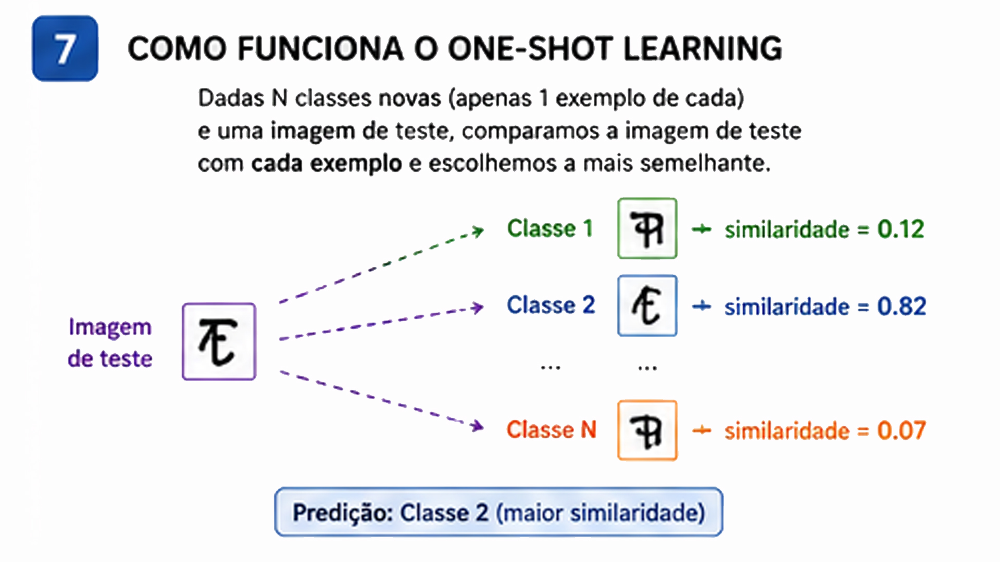 7
COMO FUNCIONA O ONE-SHOT LEARNING
Dadas N classes novas (apenas 1 exemplo de cada)
e uma imagem de teste, comparamos a imagem de teste
com cada exemplo e escolhemos a mais semelhante.
Classe 1 similaridade = 0.12
Classe 2 similaridade = 0.82
Imagem
de teste
... ...
Classe N similaridade = 0.07
Predição: Classe 2 (maior similaridade)